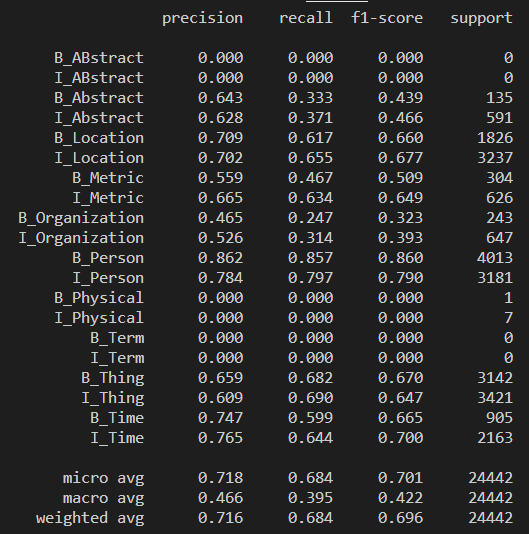 precision recall f1-score support
B_ABstract 0.000 0.000 0.000 0
I_ABstract 0.000 0.000 0.000 0
B_Abstract 0.643 0.333 0.439 135
I_Abstract 0.628 0.371 0.466 591
B_Location 0.709 0.617 0.660 1826
I_Location 0.702 0.655 0.677 3237
B_Metric 0.559 0.467 0.509 304
I_Metric 0.665 0.634 0.649 626
B_Organization 0.465 0.247 0.323 243
I_Organization 0.526 0.314 0.393 647
B_Person 0.862 0.857 0.860 4013
I_Person 0.784 0.797 0.790 3181
B_Physical 0.000 0.000 0.000 1
I_Physical 0.000 0.000 0.000 7
B_Term 0.000 0.000 0.000 0
I_Term 0.000 0.000 0.000 0
B_Thing 0.659 0.682 0.670 3142
I_Thing 0.609 0.690 0.647 3421
B_Time 0.747 0.599 0.665 905
I_Time 0.765 0.644 0.700 2163
micro avg 0.718 0.684 0.701 24442
macro avg 0.466 0.395 0.422 24442
weighted avg 0.716 0.684 0.696 24442